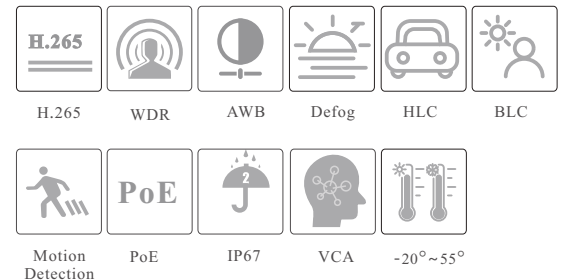 H.265
H.265 WDR AWB Defog HLC BLC
PoE 2
Motion PoE IP67 VCA -20°~55°
Detection